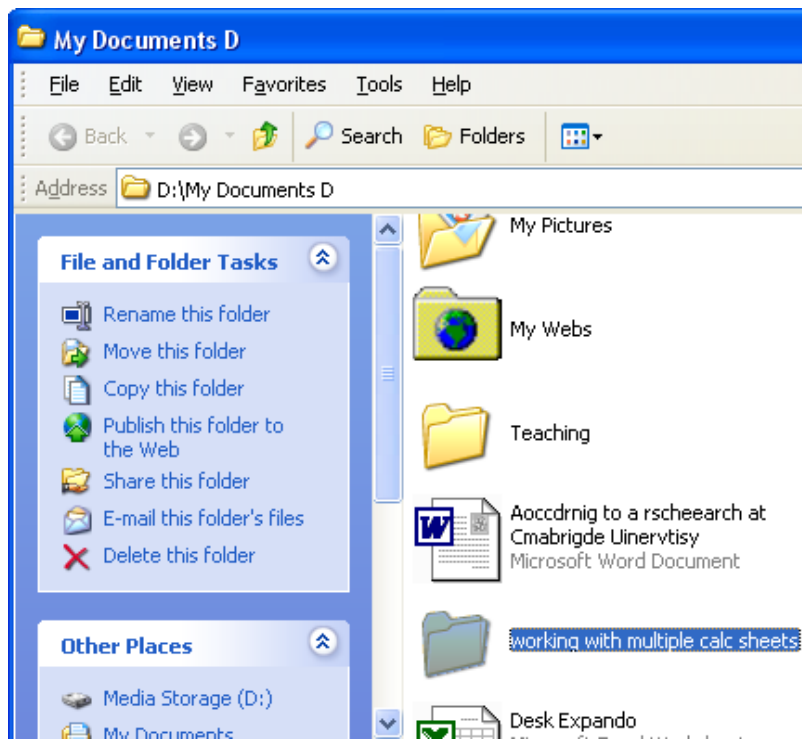 My Documents D
File Edit View Favorites Tools Help
Back Search Folders
Address D:\My Documents D
File and Folder Tasks
Rename this folder
Move this folder
Copy this folder
Publish this folder to
the Web
Share this folder
E-mail this folder's files
Delete this folder
Other Places
Media Storage (D:)
My Documents
My Pictures
My Webs
Teaching
Aoccdrnig to a rscheearch at
Cmabrigde Uinervtisy
Microsoft Word Document
working with multiple calc sheets
Desk Expando